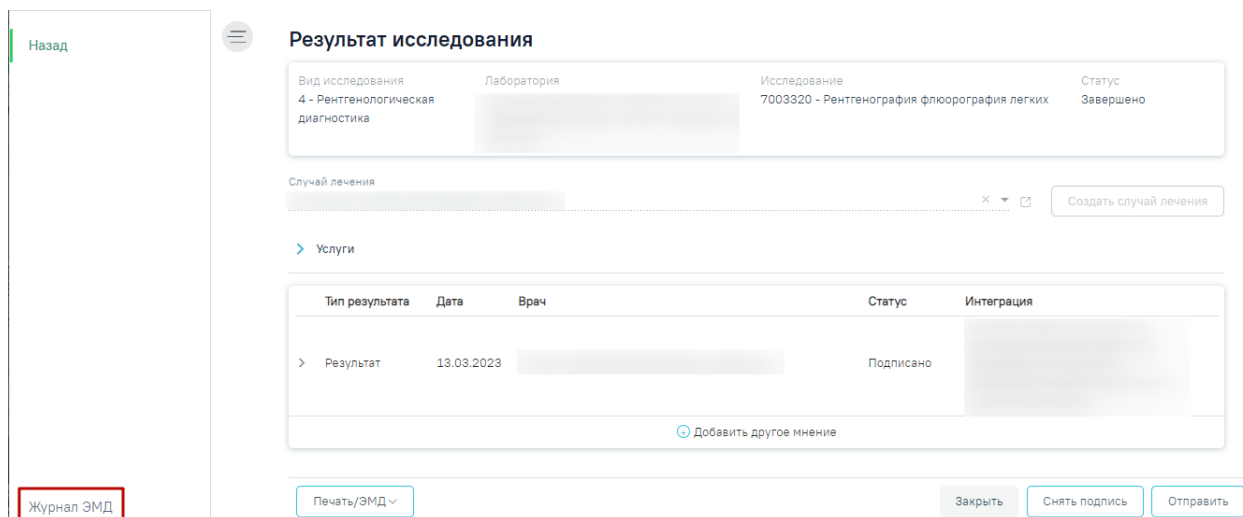 Назад
Результат исследования
Вид исследования Лаборатория Исследование Статус
4 - Рентгенологическая 7003320 - Рентгенография флюорография легких Завершено
диагностика
Случай лечения
Создать случай лечения
Услуги
Тип результата Дата Врач Статус Интеграция
Результат 13.03.2023 Подписано
Добавить другое мнение
Журнал ЭМД Печать/ЭМД Закрыть Снять подпись Отправить